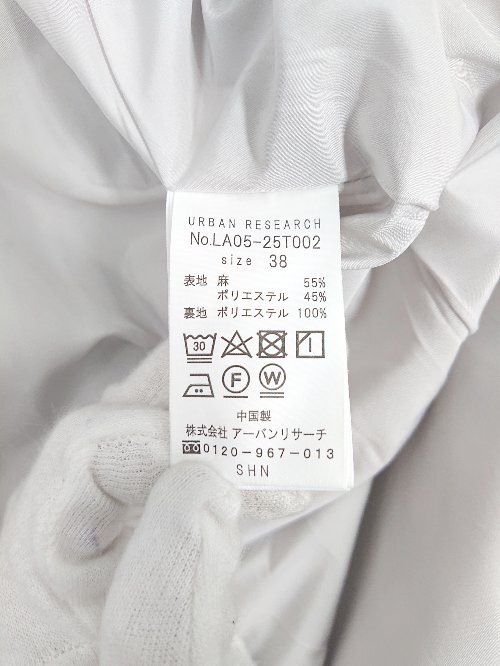 URBAN RESEARCH
No.LA05-25T002
size 38
表地 麻 55%
ポリエステル 45%
裏地 ポリエステル 100%
30
F W
中国製
株式会社 アーバンリサーチ
0120-967-013
SHN